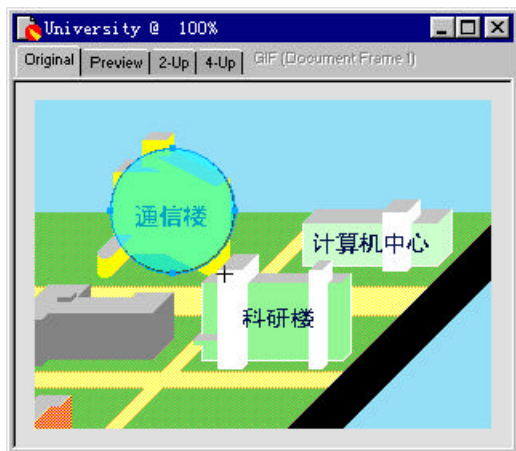 University @ 100%
Original Preview 2-Up 4-Up GIF (Document Frame 1)
通信楼
计算机中心
科研楼